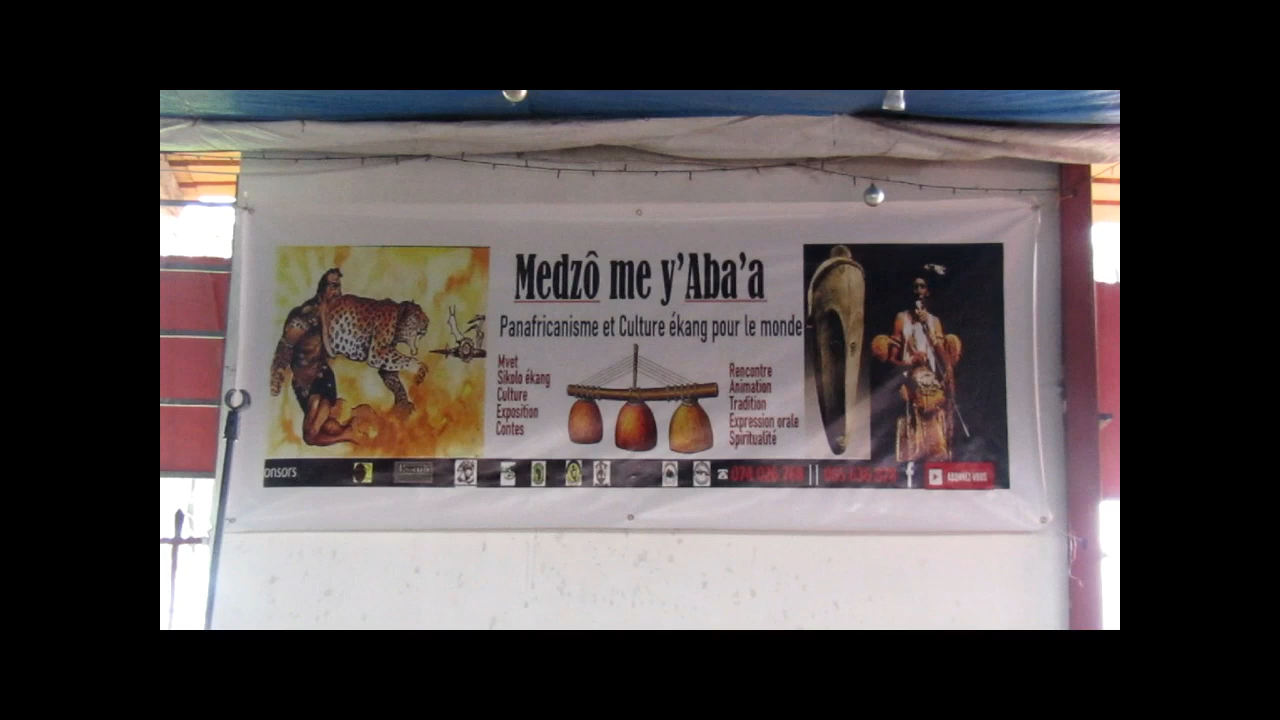 Medzô me y'Aba'a
Panafricanisme et Culture ékang pour le monde
Mvet
Sikolo ékang
Culture
Exposition
Contes
Rencontre
Animation
Tradition
Expression orale
Spiritualité
onsors
ABONNEZ VOUS